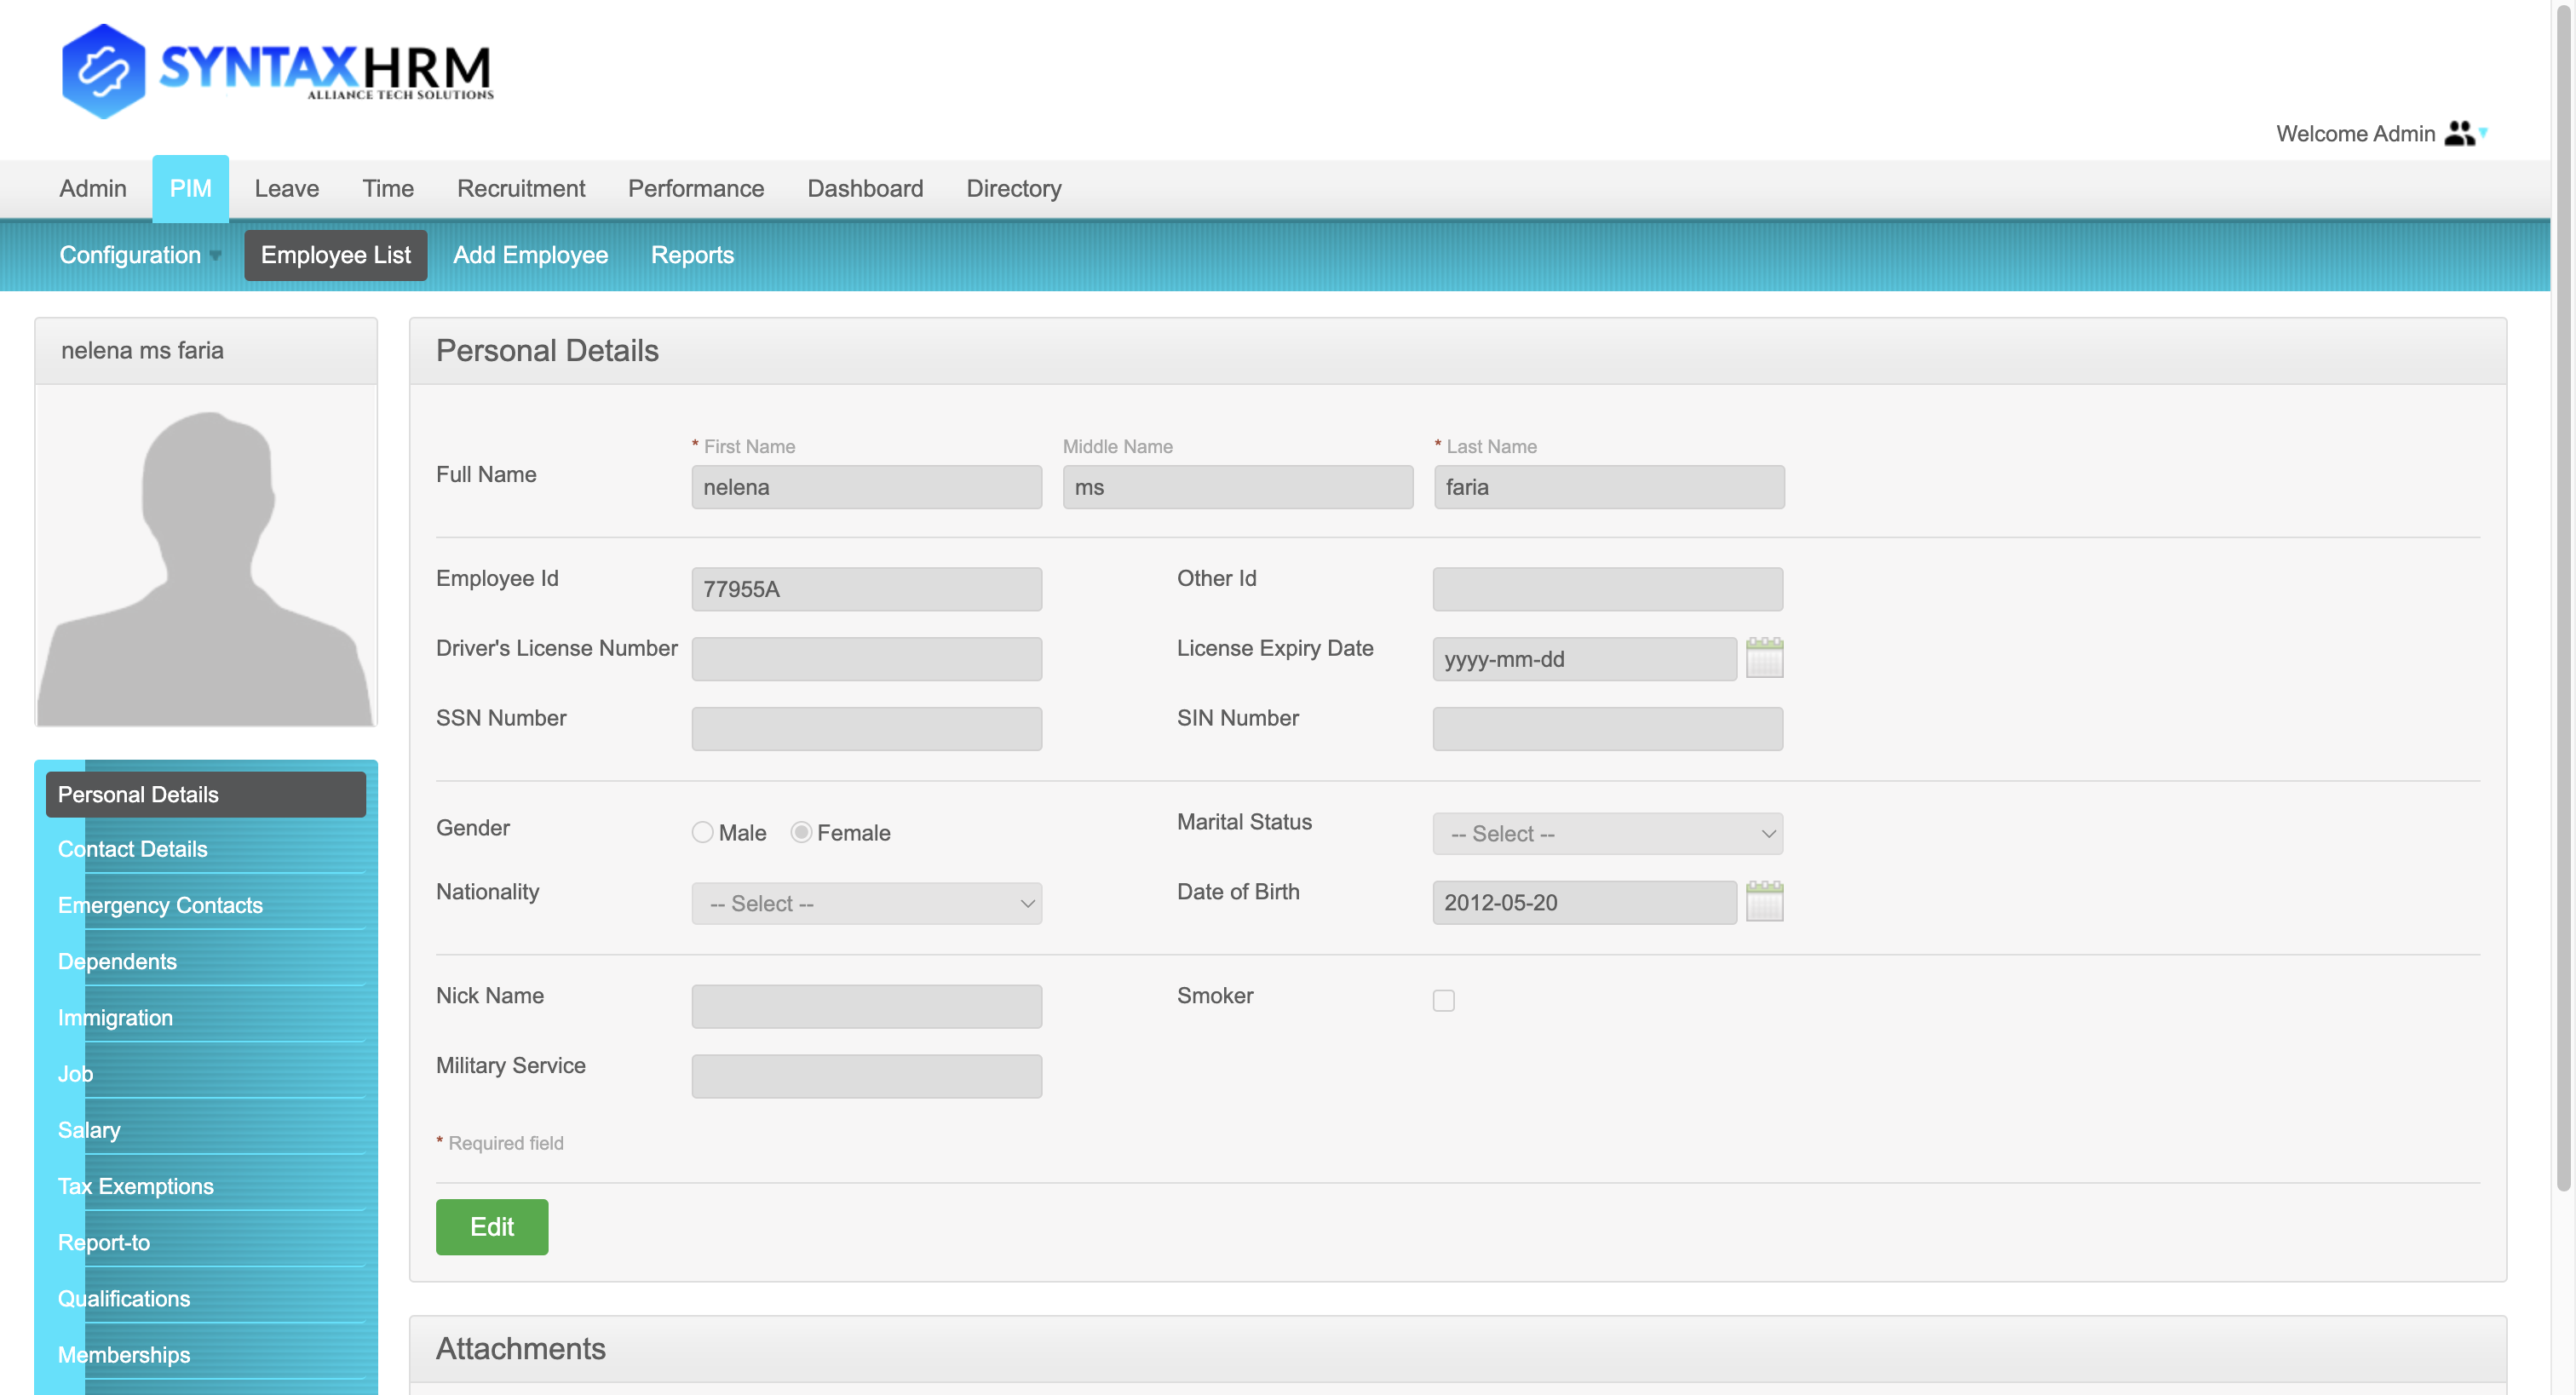 SYNTAXHRM
ALLIANCE TECH SOLUTIONS
Welcome Admin
Admin PIM Leave Time Recruitment Performance Dashboard Directory
Configuration Employee List Add Employee Reports
nelena ms faria
Personal Details
Contact Details
Emergency Contacts
Dependents
Immigration
Job
Salary
Tax Exemptions
Report-to
Qualifications
Memberships
Personal Details
* First Name Middle Name * Last Name
Full Name nelena ms faria
Employee Id 77955A Other Id
Driver's License Number License Expiry Date yyyy-mm-dd
SSN Number SIN Number
Gender Male Female Marital Status -- Select --
Nationality -- Select -- Date of Birth 2012-05-20
Nick Name Smoker
Military Service
* Required field
Edit
Attachments